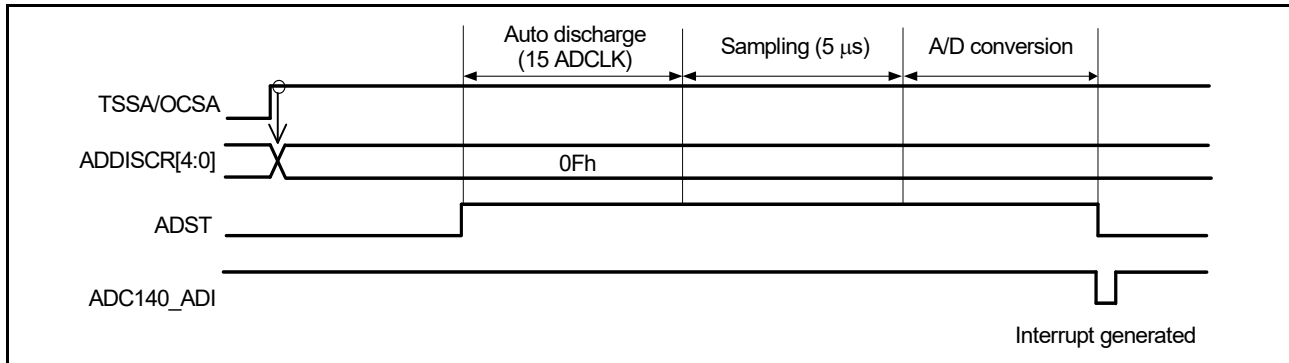 Auto discharge
(15 ADCLK)
Sampling (5 μs)
A/D conversion
TSSA/OCSA
ADDISCR[4:0]
0Fh
ADST
ADC140_ADI
Interrupt generated